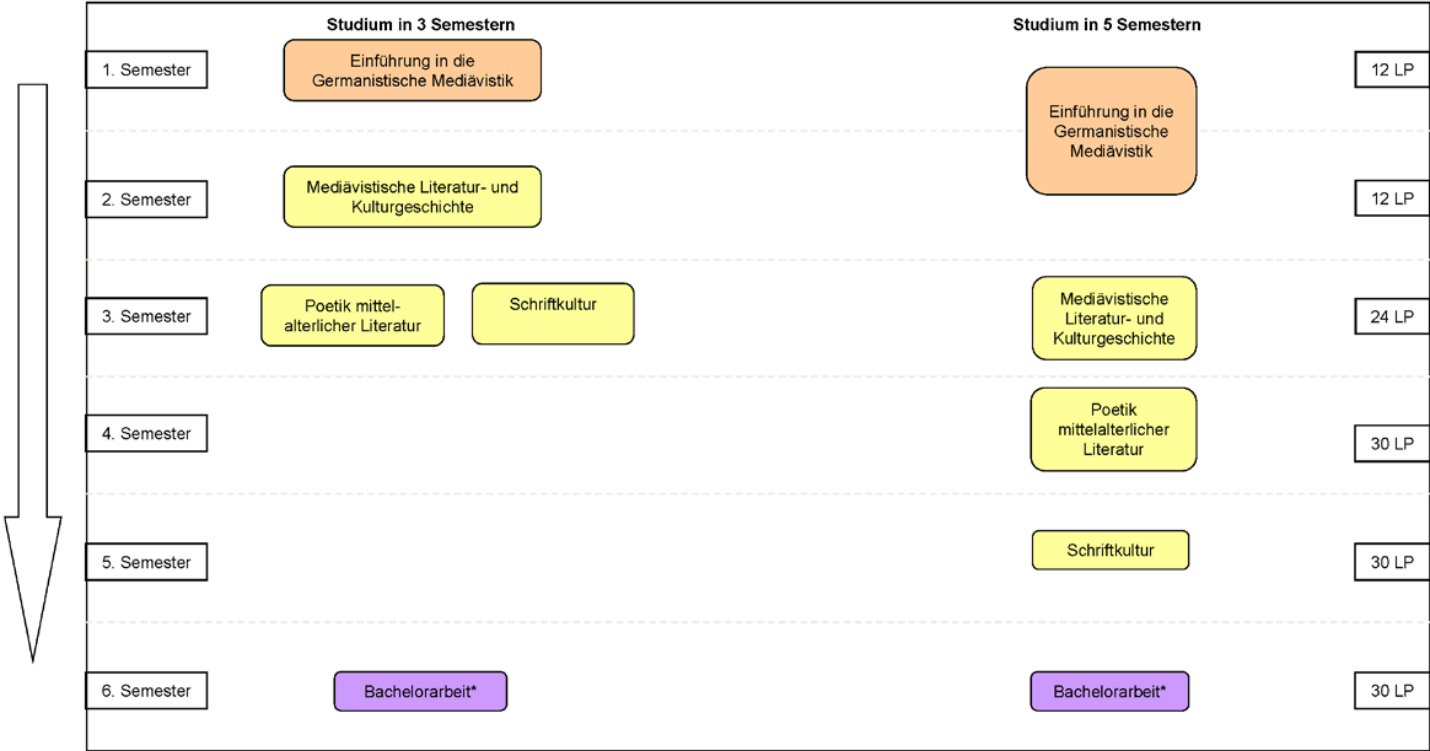 Studium in 3 Semestern
Studium in 5 Semestern
1. Semester
Einführung in die
Germanistische Mediävistik
Einführung in die
Germanistische
Mediävistik
12 LP
2. Semester
Mediävistische Literatur- und
Kulturgeschichte
12 LP
3. Semester
Poetik mittel-
alterlicher Literatur
Schriftkultur
Mediävistische
Literatur- und
Kulturgeschichte
24 LP
4. Semester
Poetik
mittelalterlicher
Literatur
30 LP
5. Semester
Schriftkultur
30 LP
6. Semester
Bachelorarbeit*
Bachelorarbeit*
30 LP